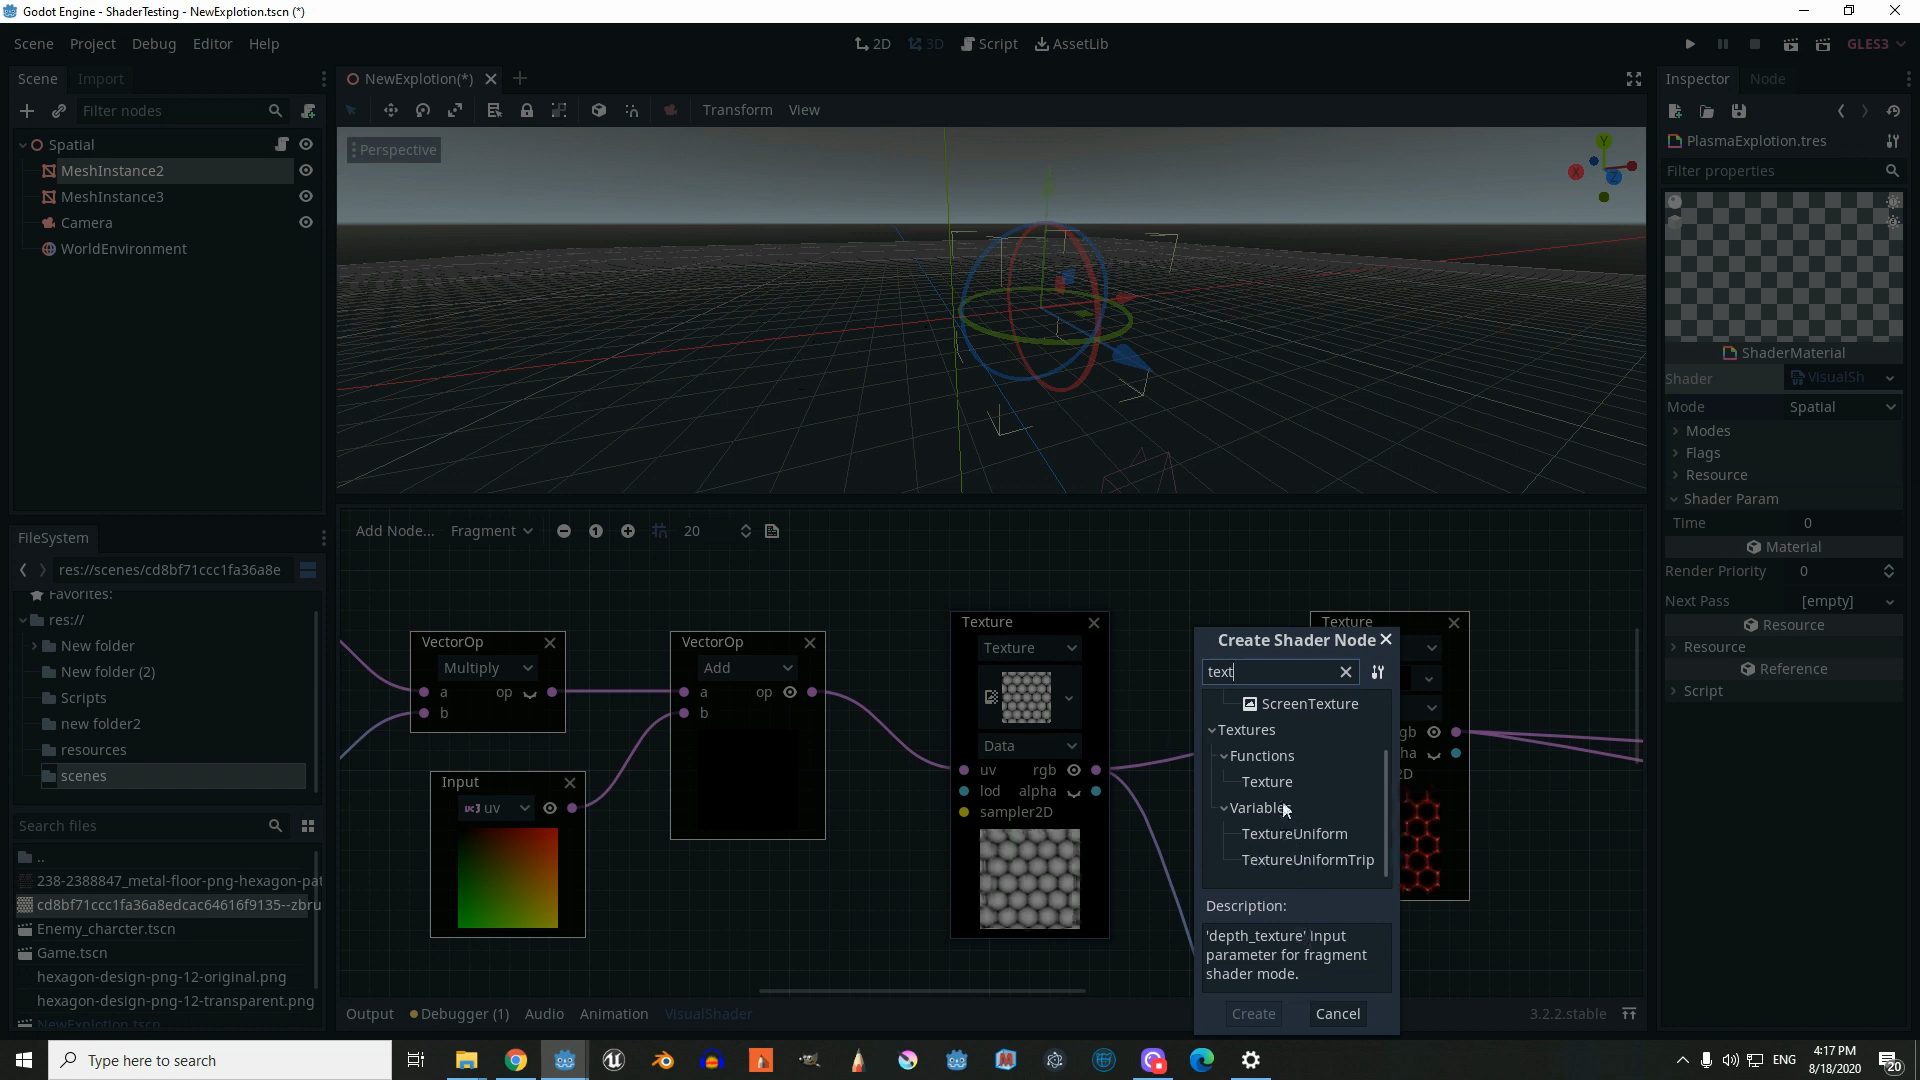 Godot Engine - ShaderTesting - NewExplotion.tscn (*)
Scene Project Debug Editor Help
2D 3D Script AssetLib
GLES3
Scene Import
NewExplotion(*)
Inspector Node
Filter nodes
Transform View
Spatial
MeshInstance2
MeshInstance3
Camera
WorldEnvironment
Perspective
Y
X
Z
PlasmaExplotion.tres
Filter properties
ShaderMaterial
Shader VisualSh
Mode Spatial
Modes
Flags
Resource
Shader Param
Time 0
Material
Render Priority 0
Next Pass [empty]
Resource
Resource
Reference
Script
FileSystem
res://scenes/cd8bf71ccc1fa36a8e
Favorites:
res://
New folder
New folder (2)
Scripts
new folder2
resources
scenes
Search files
..
238-2388847_metal-floor-png-hexagon-pat
cd8bf71ccc1fa36a8edcac64616f9135--zbru
Enemy_charcter.tscn
Game.tscn
hexagon-design-png-12-original.png
hexagon-design-png-12-transparent.png
NewExplotion.tscn
Add Node... Fragment 1 20
VectorOp
Multiply
a op
b
Input
uv
VectorOp
Add
a op
b
Texture
Texture
Data
uv rgb
lod alpha
sampler2D
Texture
gb
ha
D
Create Shader Node
text
ScreenTexture
Textures
Functions
Texture
Variables
TextureUniform
TextureUniformTrip
Description:
'depth_texture' input
parameter for fragment
shader mode.
Create Cancel
Output Debugger (1) Audio Animation VisualShader
3.2.2.stable
Type here to search
ENG
4:17 PM
8/18/2020
20